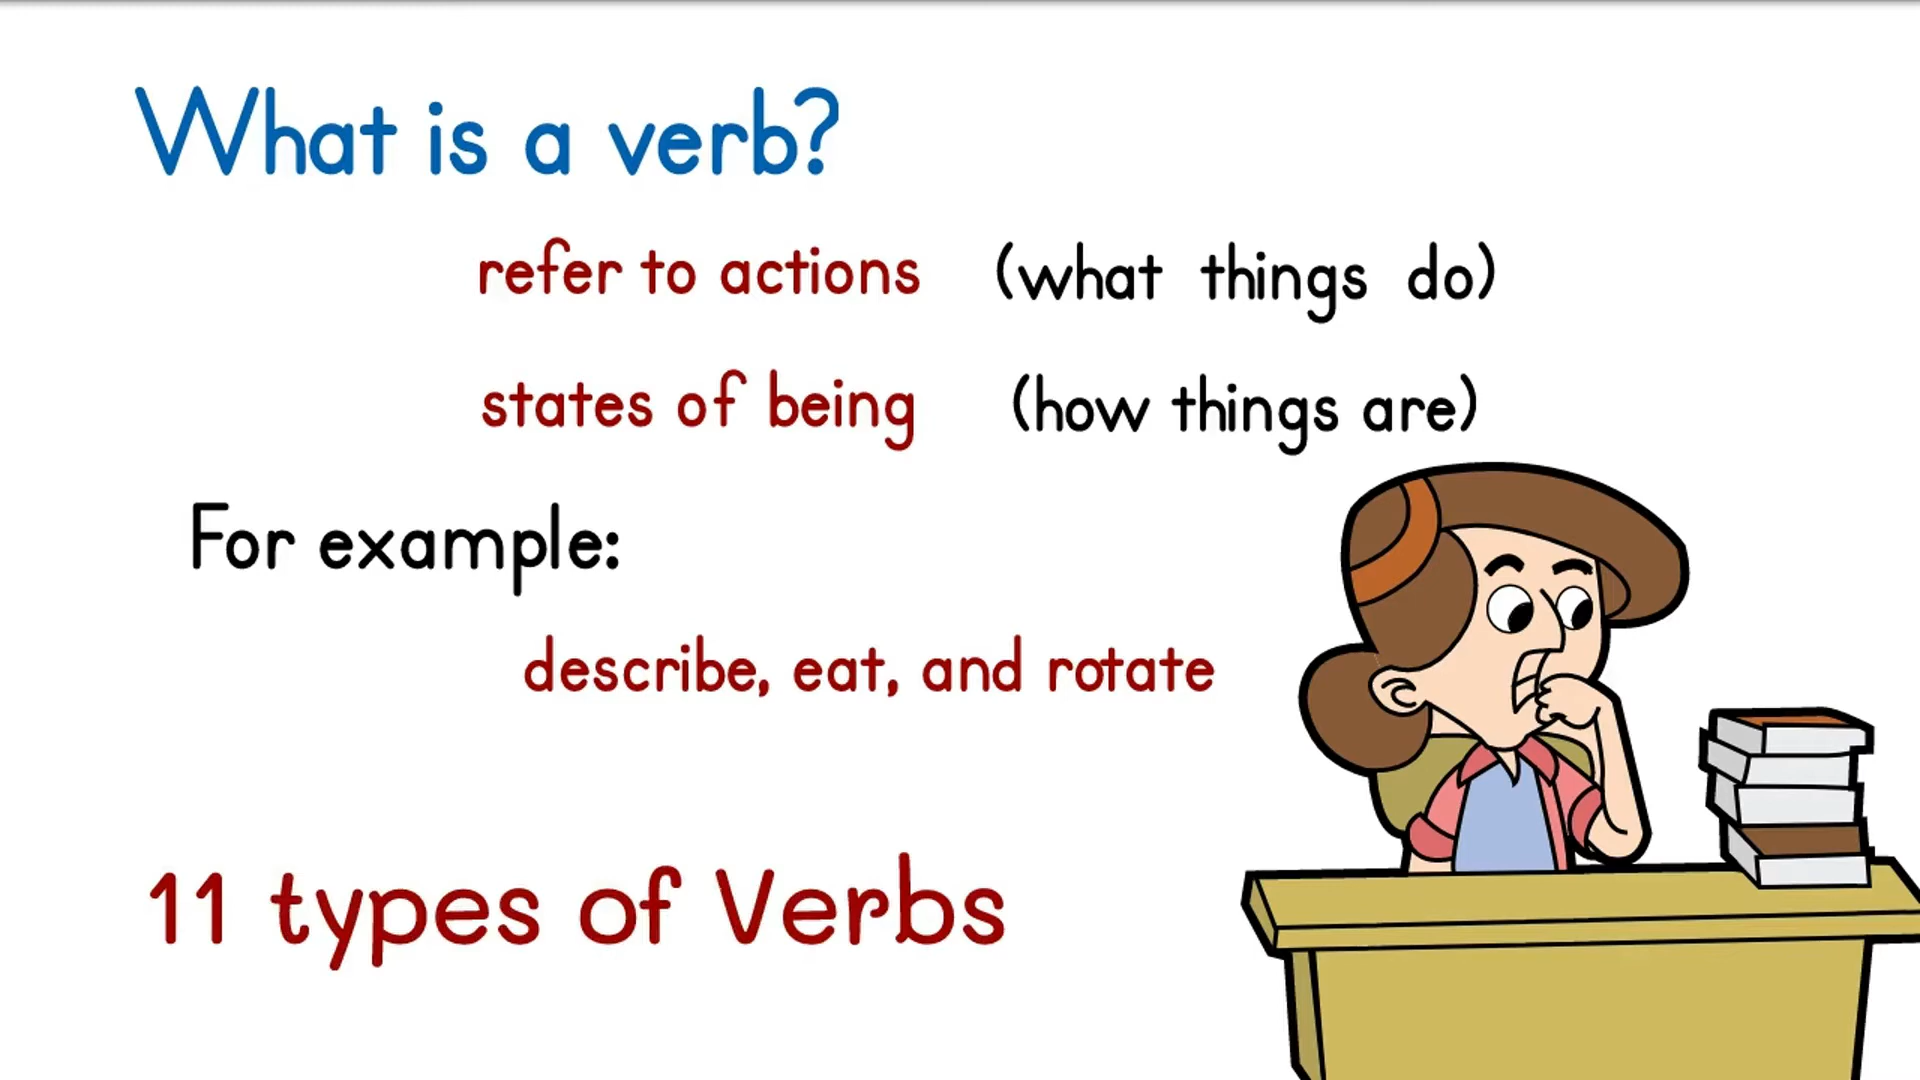 What is a verb?
refer to actions (what things do)
states of being (how things are)
For example:
describe, eat, and rotate
11 types of Verbs